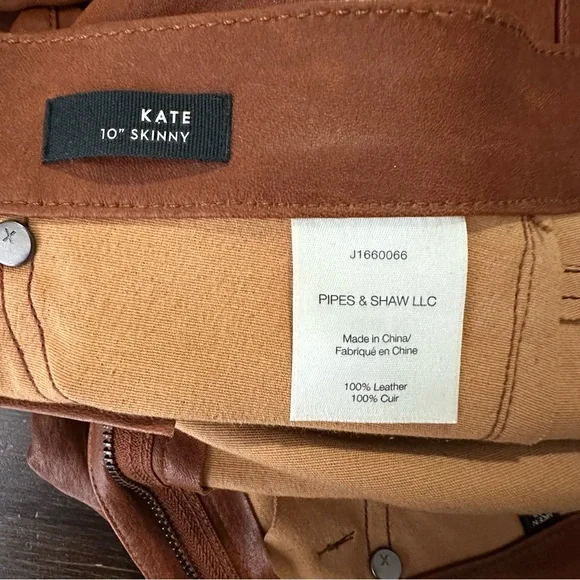 KATE
10" SKINNY
J1660066
PIPES & SHAW LLC
Made in China/
Fabriqué en Chine
100% Leather
100% Cuir
X
X